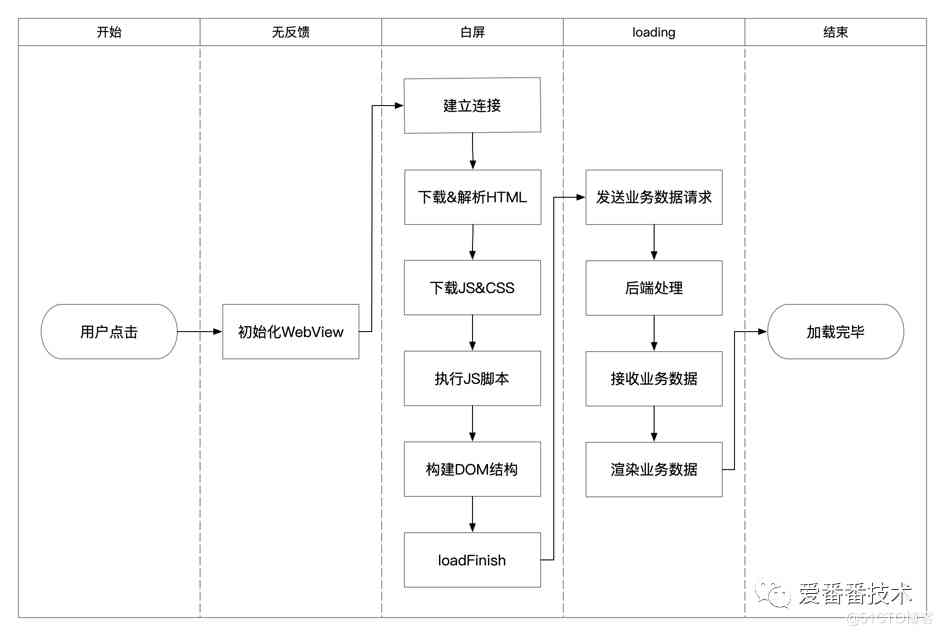 开始
无反馈
白屏
loading
结束
建立连接
下载&解析HTML
发送业务数据请求
下载JS&CSS
后端处理
用户点击
初始化WebView
加载完毕
执行JS脚本
接收业务数据
构建DOM结构
渲染业务数据
loadFinish
爱番番技术
@51CTO博客